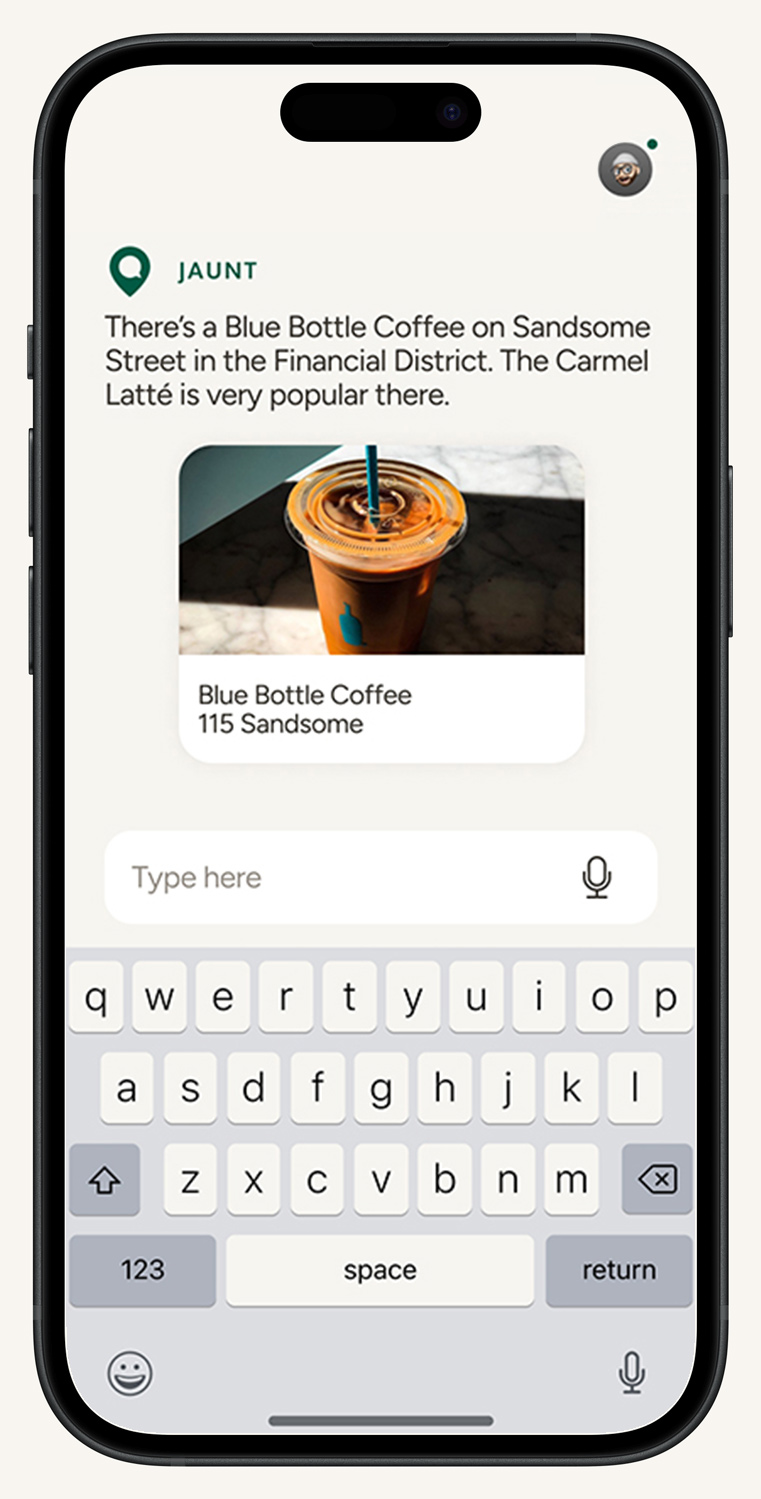 JAUNT
There's a Blue Bottle Coffee on Sandsome
Street in the Financial District. The Carmel
Latté is very popular there.
Blue Bottle Coffee
115 Sandsome
Type here
q w e r t y u i o p
a s d f g h j k l
z x c v b n m
123 space return